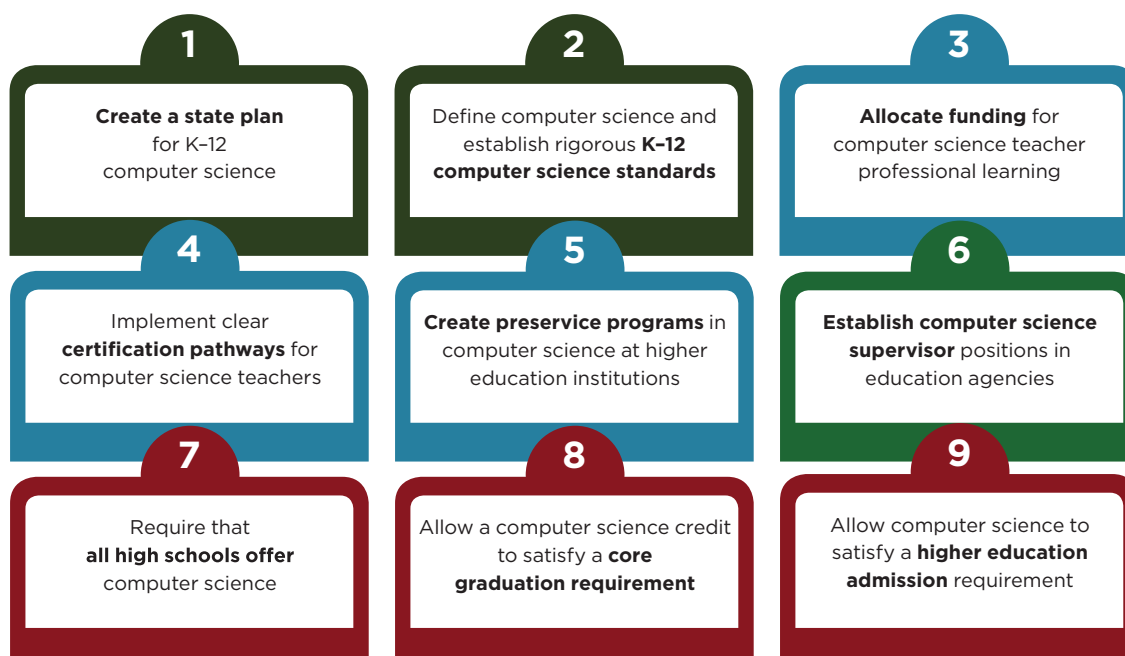 1
Create a state plan
for K–12
computer science
2
Define computer science and
establish rigorous K–12
computer science standards
3
Allocate funding for
computer science teacher
professional learning
4
Implement clear
certification pathways for
computer science teachers
5
Create preservice programs in
computer science at higher
education institutions
6
Establish computer science
supervisor positions in
education agencies
7
Require that
all high schools offer
computer science
8
Allow a computer science credit
to satisfy a core
graduation requirement
9
Allow computer science to
satisfy a higher education
admission requirement